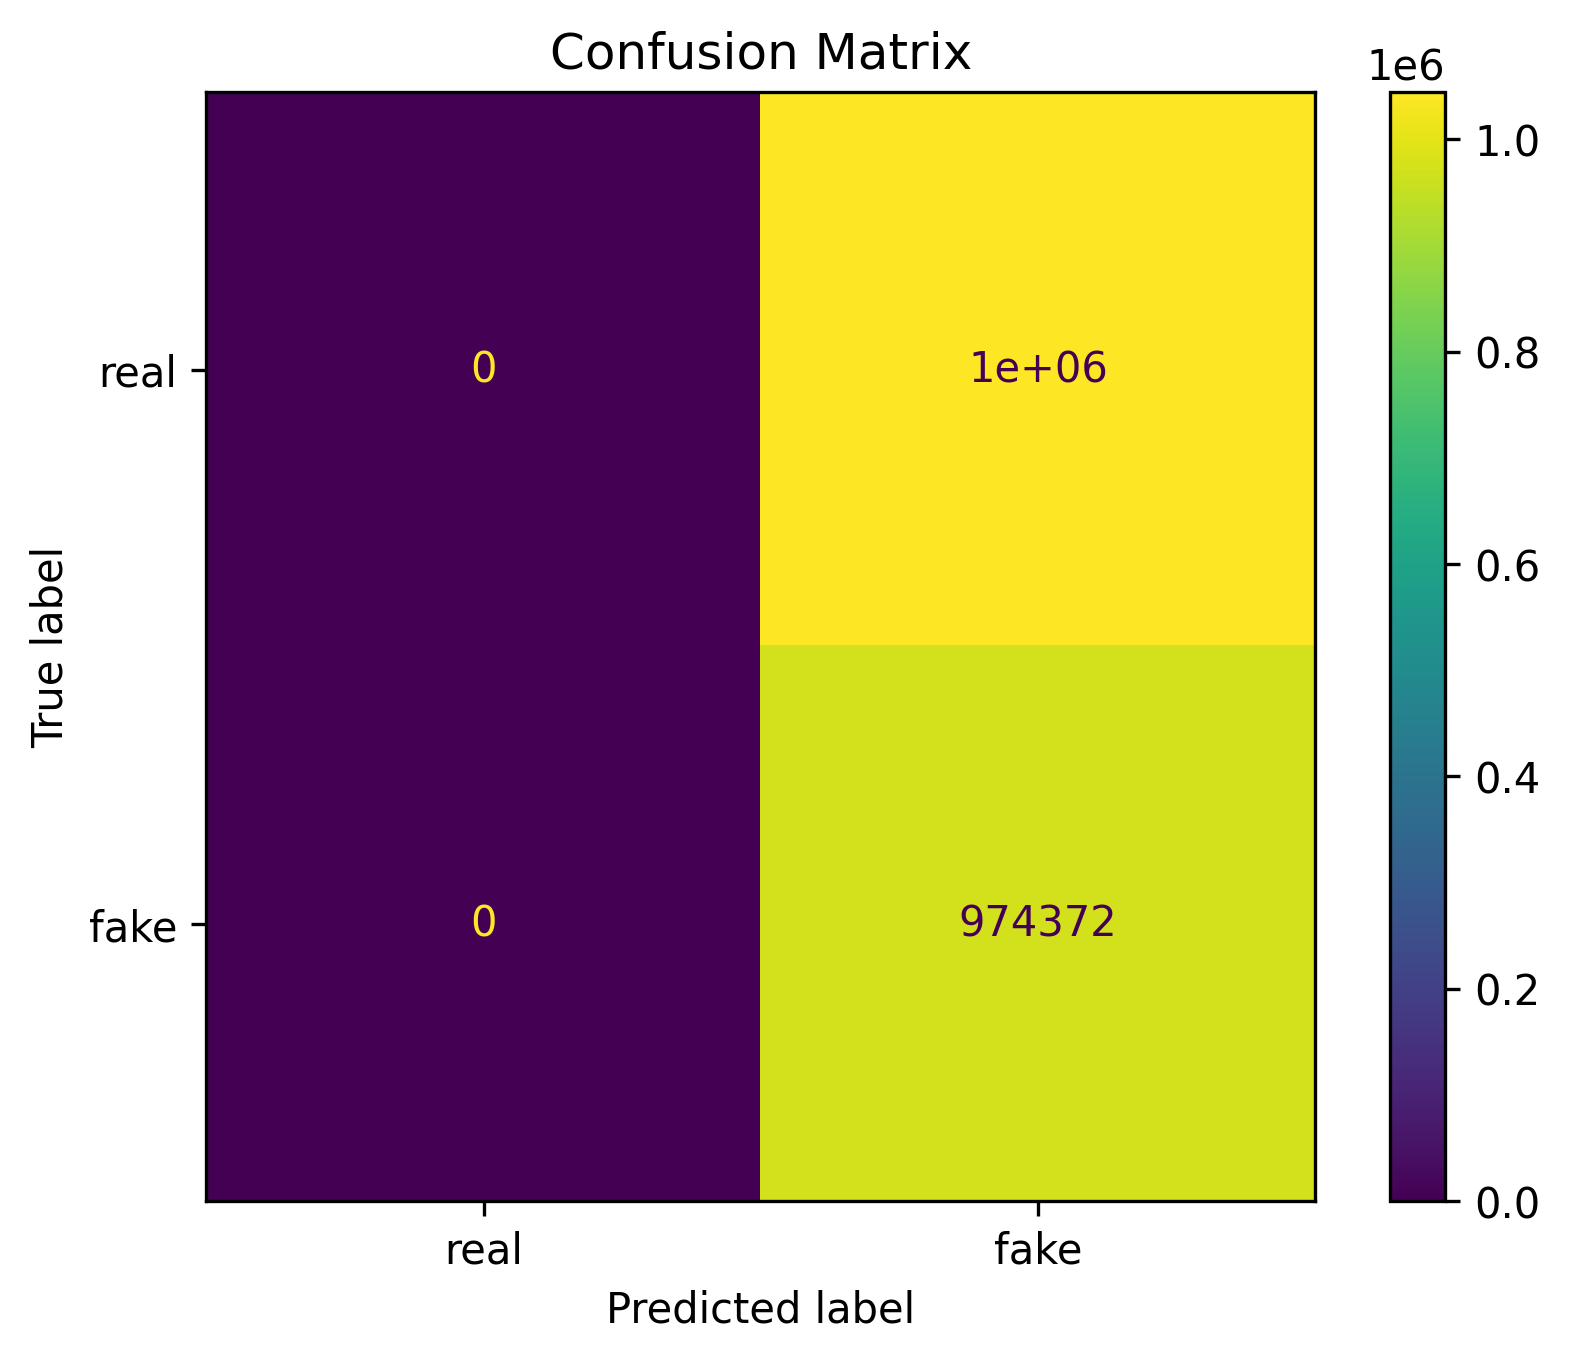 Confusion Matrix
1e6
1.0
0.8
0.6
0.4
0.2
0.0
True label
real
0
1e+06
fake
0
974372
real
fake
Predicted label